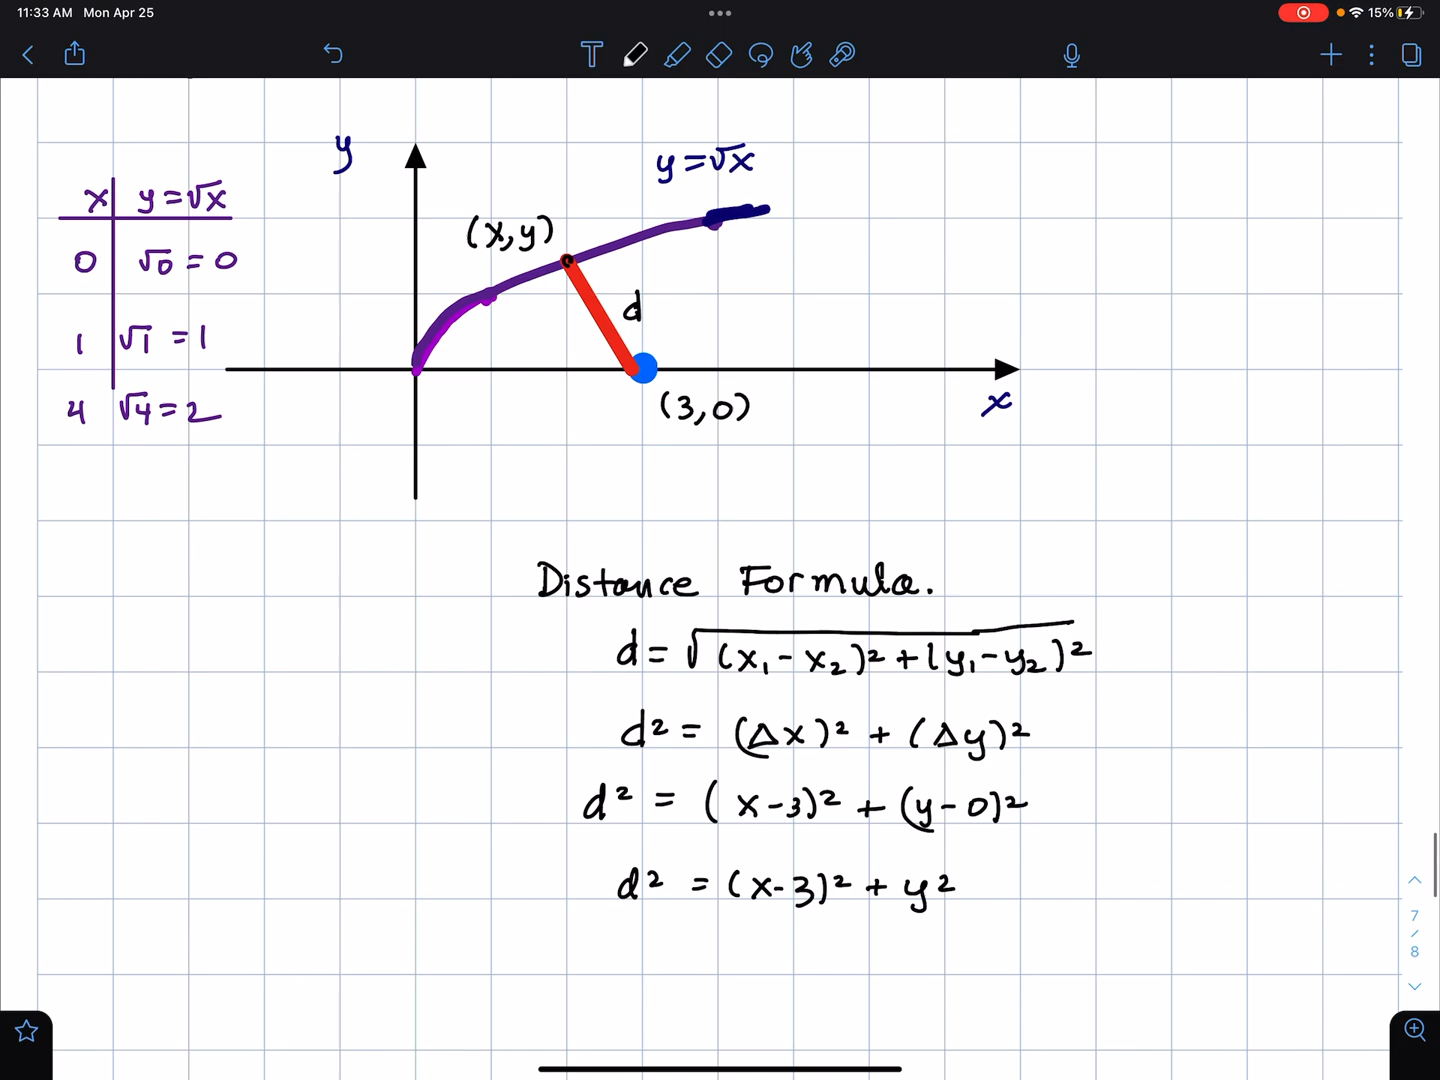 11:33 AM Mon Apr 25
15%
y
y = √x
x | y = √x
(x, y)
0 | √0 = 0
d
1 | √1 = 1
4 | √4 = 2
(3, 0)
x
Distance Formula.
d = √(x₁ - x₂)² + (y₁ - y₂)²
d² = (Δx)² + (Δy)²
d² = (x - 3)² + (y - 0)²
d² = (x - 3)² + y²
7
/
8